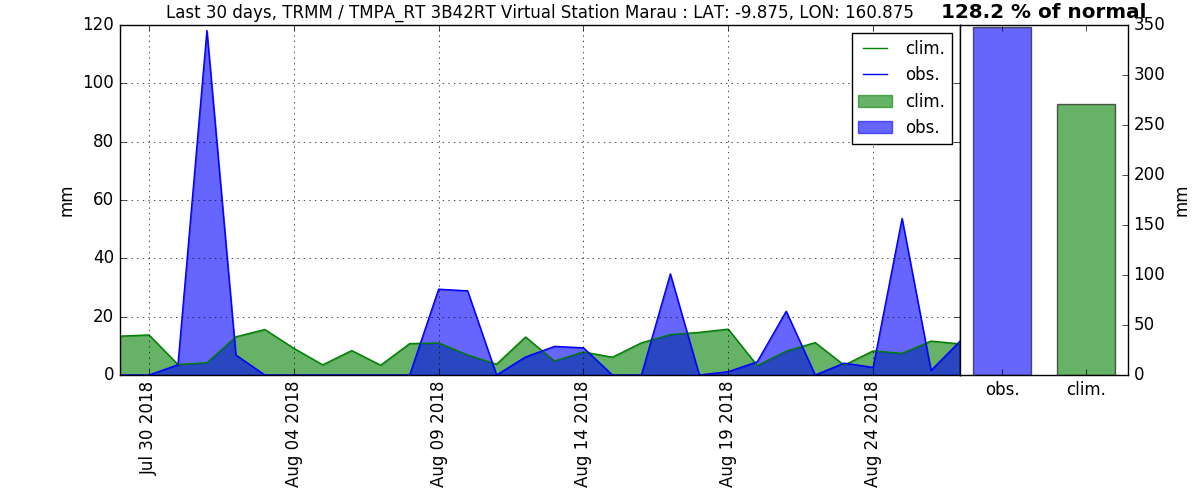 Last 30 days, TRMM / TMPA_RT 3B42RT Virtual Station Marau : LAT: -9.875, LON: 160.875
128.2 % of normal
120
100
80
60
40
20
0
mm
clim.
obs.
clim.
obs.
350
300
250
200
150
100
50
0
mm
obs.
clim.
Jul 30 2018
Aug 04 2018
Aug 09 2018
Aug 14 2018
Aug 19 2018
Aug 24 2018